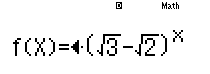 D Math
f(X)=◀·(√3-√2)^X